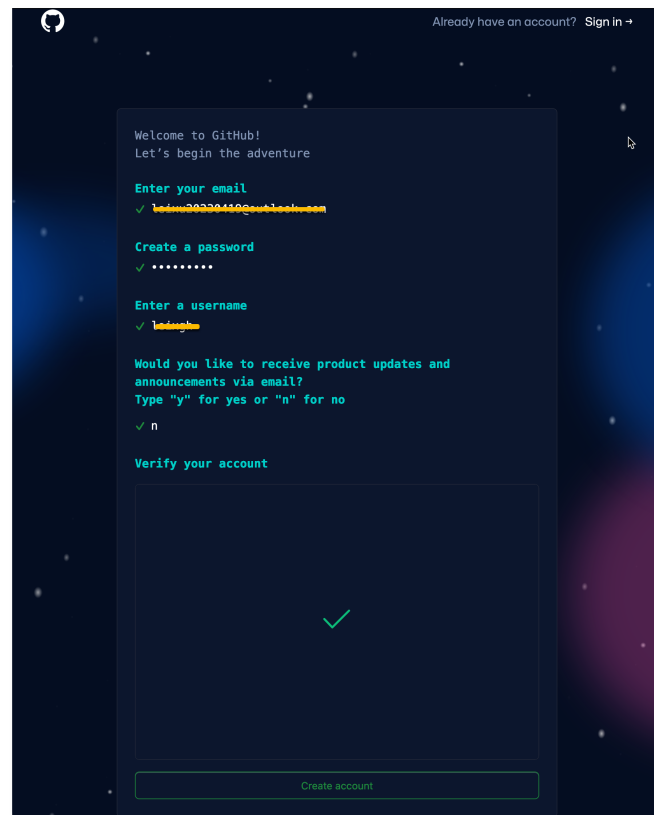 Already have an account? Sign in →
Welcome to GitHub!
Let's begin the adventure
Enter your email
Create a password
•••••••••
Enter a username
Would you like to receive product updates and
announcements via email?
Type "y" for yes or "n" for no
n
Verify your account
Create account